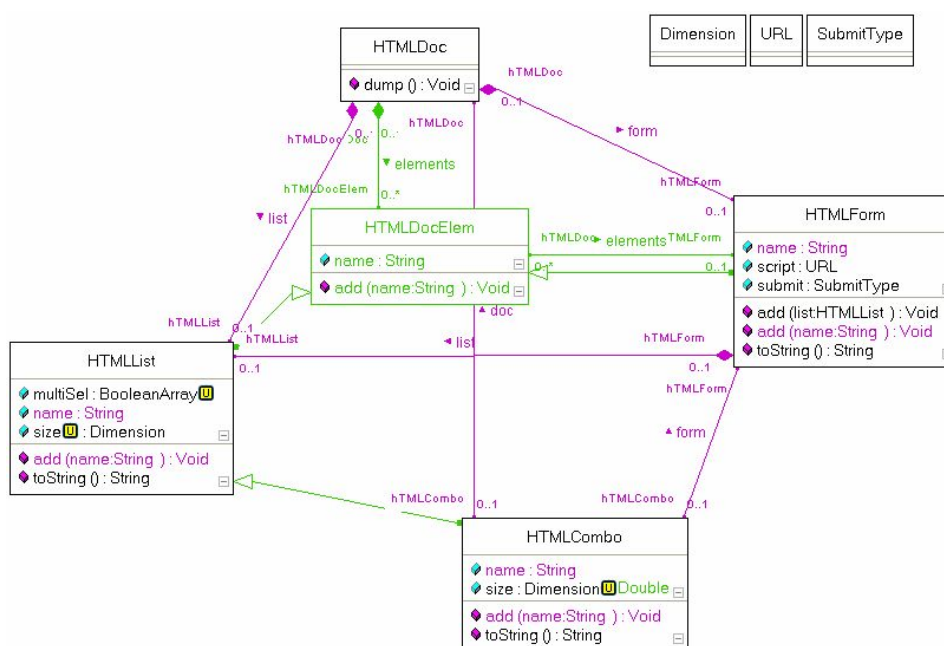 HTMLDoc
dump () : Void
Dimension
URL
SubmitType
hTMLDoc
0..1
form
hTMLForm
0..1
hTMLDoc
0..
0..
hTMLDoc
elements
hTMLDocElem
0..*
list
HTMLDocElem
name : String
add (name:String ) : Void
hTMLDoc
elements
TMLForm
0..*
0..1
HTMLForm
name : String
script : URL
submit : SubmitType
add (list:HTMLList ) : Void
add (name:String ) : Void
toString () : String
doc
hTMLList
0..1
hTMLList
0..1
list
hTMLForm
0..1
HTMLList
multiSel : BooleanArray U
name : String
size U : Dimension
add (name:String ) : Void
toString () : String
hTMLForm
form
hTMLCombo
0..1
hTMLCombo
0..1
HTMLCombo
name : String
size : Dimension U Double
add (name:String ) : Void
toString () : String